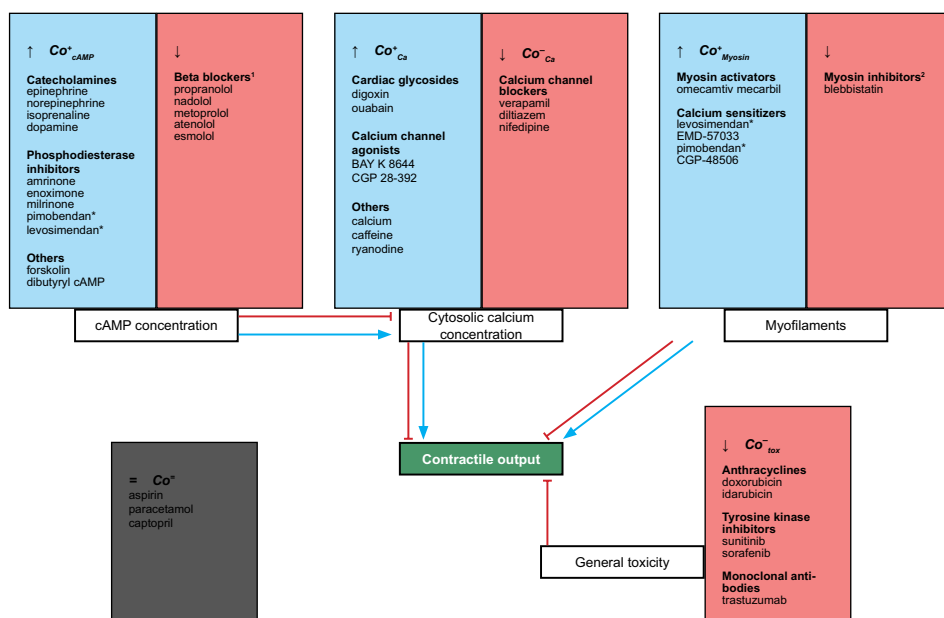 ↑ Co⁺cAMP
Catecholamines
epinephrine
norepinephrine
isoprenaline
dopamine
Phosphodiesterase
inhibitors
amrinone
enoximone
milrinone
pimobendan*
levosimendan*
Others
forskolin
dibutyryl cAMP
↓
Beta blockers¹
propranolol
nadolol
metoprolol
atenolol
esmolol
cAMP concentration
↑ Co⁺Ca
Cardiac glycosides
digoxin
ouabain
Calcium channel
agonists
BAY K 8644
CGP 28-392
Others
calcium
caffeine
ryanodine
↓ Co⁻Ca
Calcium channel
blockers
verapamil
diltiazem
nifedipine
Cytosolic calcium
concentration
↑ Co⁺Myosin
Myosin activators
omecamtiv mecarbil
Calcium sensitizers
levosimendan*
EMD-57033
pimobendan*
CGP-48506
↓
Myosin inhibitors²
blebbistatin
Myofilaments
Contractile output
= Co⁼
aspirin
paracetamol
captopril
General toxicity
↓ Co⁻tox
Anthracyclines
doxorubicin
idarubicin
Tyrosine kinase
inhibitors
sunitinib
sorafenib
Monoclonal anti-
bodies
trastuzumab